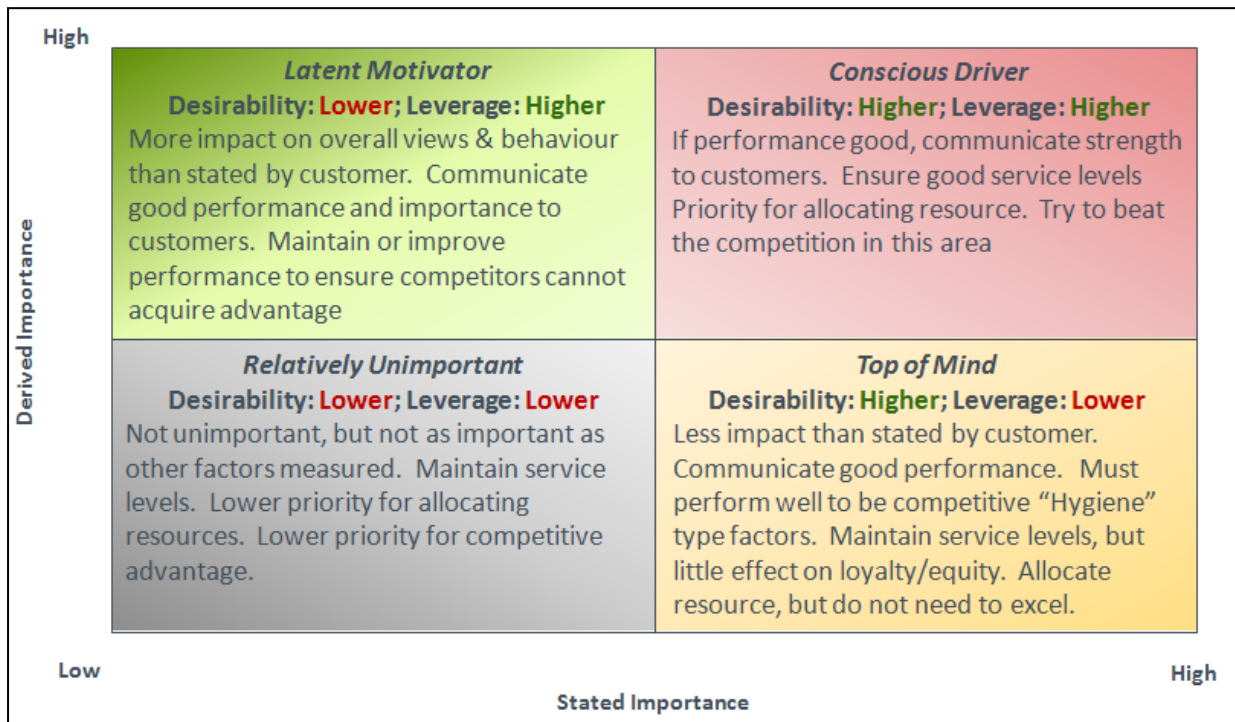 High
Latent Motivator
Desirability: Lower; Leverage: Higher
More impact on overall views & behaviour
than stated by customer.  Communicate
good performance and importance to
customers.  Maintain or improve
performance to ensure competitors cannot
acquire advantage
Conscious Driver
Desirability: Higher; Leverage: Higher
If performance good, communicate strength
to customers.  Ensure good service levels
Priority for allocating resource.  Try to beat
the competition in this area
Derived Importance
Relatively Unimportant
Desirability: Lower; Leverage: Lower
Not unimportant, but not as important as
other factors measured.  Maintain service
levels.  Lower priority for allocating
resources.  Lower priority for competitive
advantage.
Top of Mind
Desirability: Higher; Leverage: Lower
Less impact than stated by customer.
Communicate good performance.   Must
perform well to be competitive “Hygiene”
type factors.  Maintain service levels, but
little effect on loyalty/equity.  Allocate
resource, but do not need to excel.
Low
High
Stated Importance